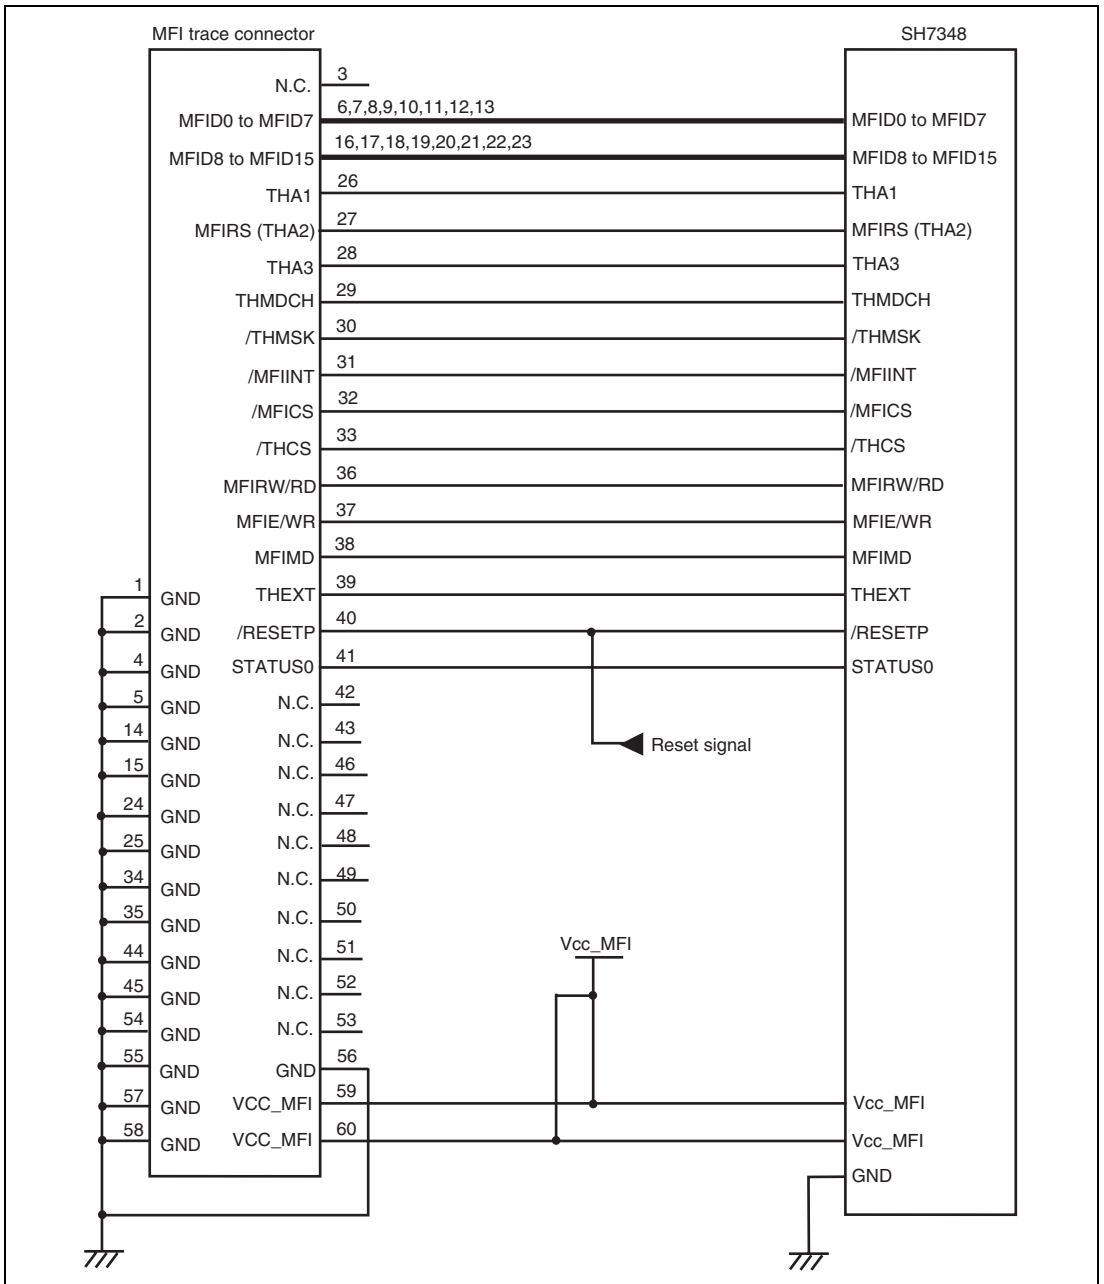 MFI trace connector SH7348
N.C. 3
MFID0 to MFID7 6,7,8,9,10,11,12,13 MFID0 to MFID7
MFID8 to MFID15 16,17,18,19,20,21,22,23 MFID8 to MFID15
THA1 26 THA1
MFIRS (THA2) 27 MFIRS (THA2)
THA3 28 THA3
THMDCH 29 THMDCH
/THMSK 30 /THMSK
/MFIINT 31 /MFIINT
/MFICS 32 /MFICS
/THCS 33 /THCS
MFIRW/RD 36 MFIRW/RD
MFIE/WR 37 MFIE/WR
MFIMD 38 MFIMD
1 GND THEXT 39 THEXT
2 GND /RESETP 40 /RESETP
4 GND STATUS0 41 STATUS0
5 GND N.C. 42
14 GND N.C. 43 Reset signal
15 GND N.C. 46
24 GND N.C. 47
25 GND N.C. 48
34 GND N.C. 49
35 GND N.C. 50
Vcc_MFI
44 GND N.C. 51
45 GND N.C. 52
54 GND N.C. 53
55 GND GND 56
57 GND VCC_MFI 59 Vcc_MFI
58 GND VCC_MFI 60 Vcc_MFI
GND